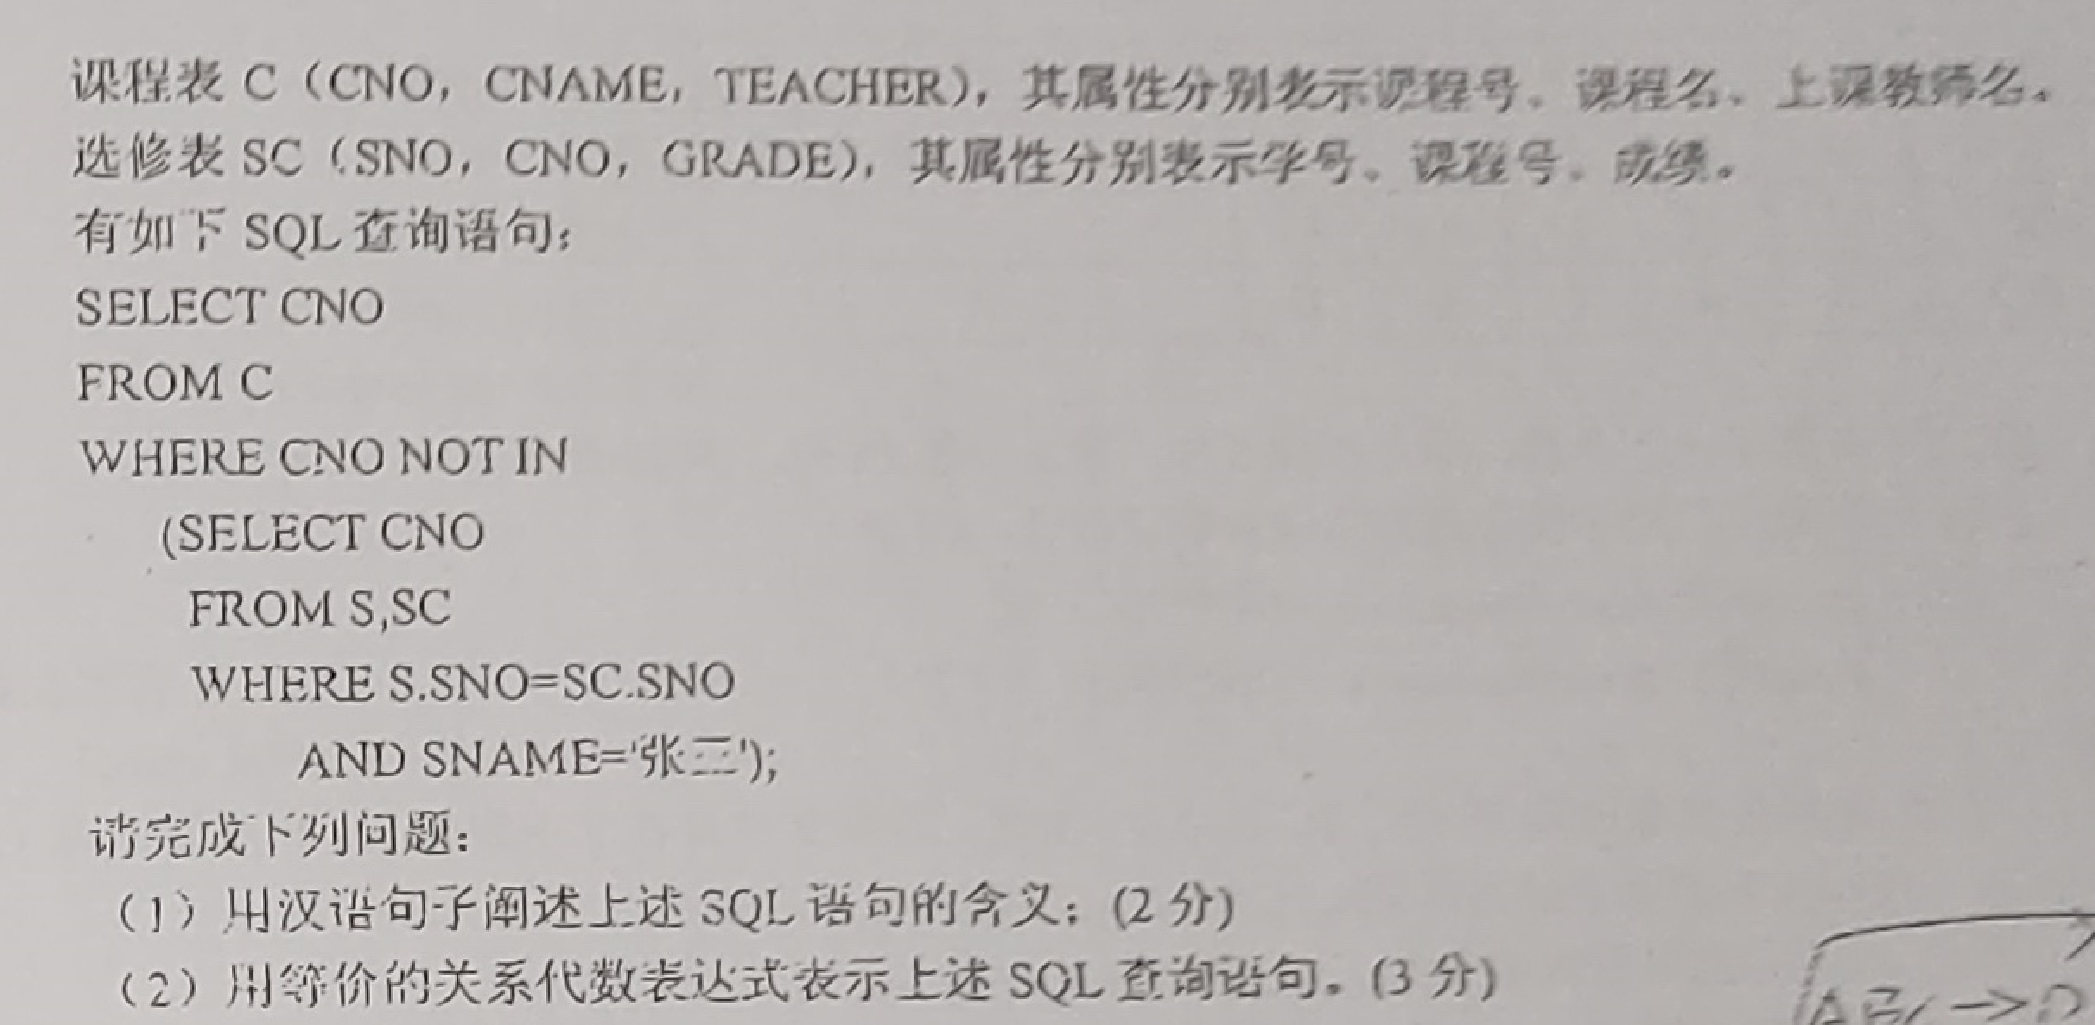 课程表 C（CNO，CNAME，TEACHER），其属性分别表示课程号、课程名、上课教师名。
选修表 SC（SNO，CNO，GRADE），其属性分别表示学号、课程号、成绩。
有如下 SQL 查询语句：
SELECT CNO
FROM C
WHERE CNO NOT IN
(SELECT CNO
FROM S,SC
WHERE S.SNO=SC.SNO
AND SNAME='张三');
请完成下列问题：
（1）用汉语句子阐述上述 SQL 语句的含义；(2 分)
（2）用等价的关系代数表达式表示上述 SQL 查询语句。(3 分)
ABC→D